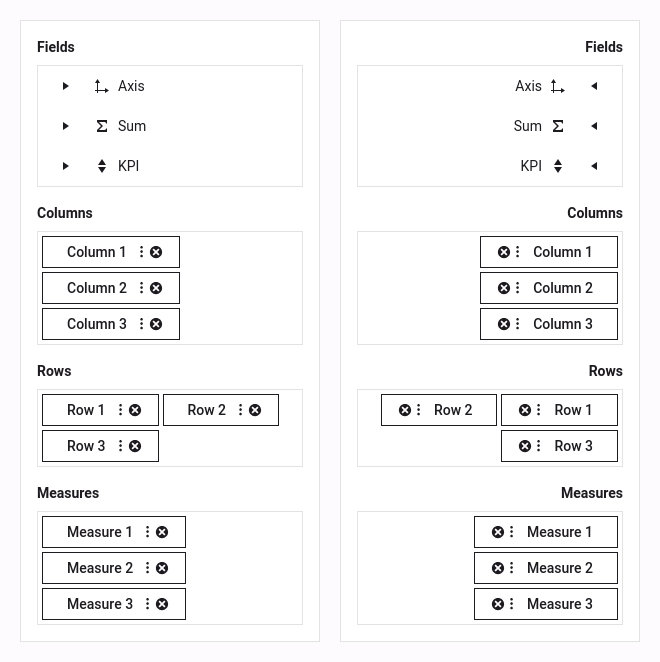 Fields
Axis
Sum
KPI
Columns
Column 1
Column 2
Column 3
Rows
Row 1 Row 2
Row 3
Measures
Measure 1
Measure 2
Measure 3
Fields
Axis
Sum
KPI
Columns
Column 1
Column 2
Column 3
Rows
Row 2 Row 1
Row 3
Measures
Measure 1
Measure 2
Measure 3